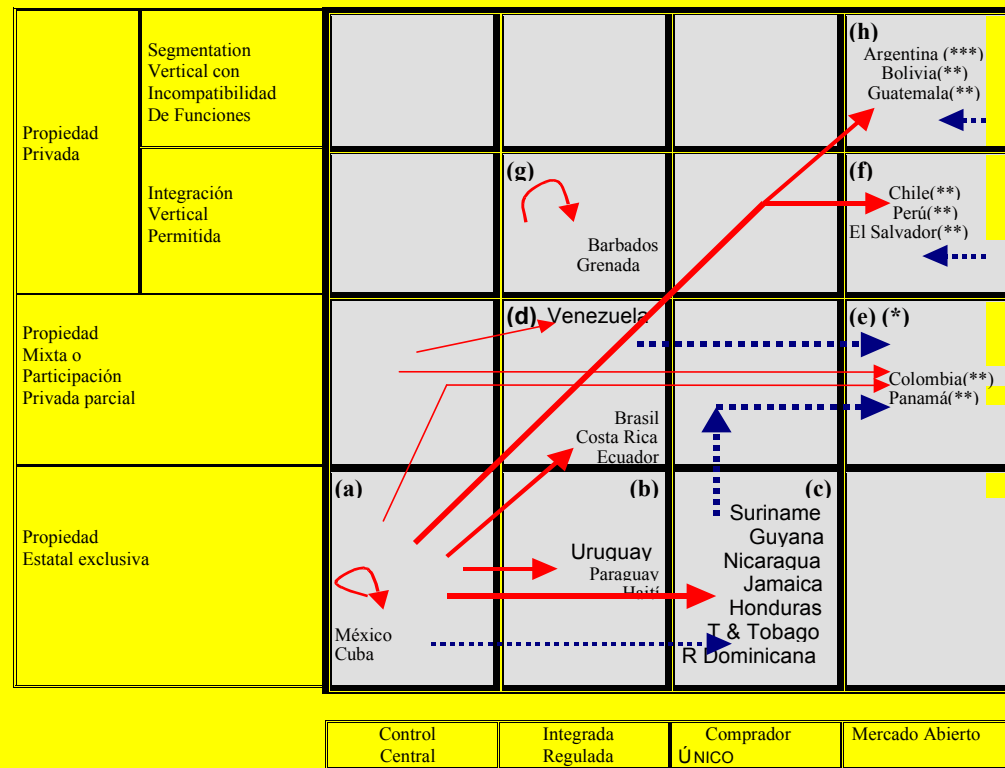 Propiedad
Privada
Segmentation
Vertical con
Incompatibilidad
De Funciones
(h)
Argentina (***)
Bolivia(**)
Guatemala(**)
Integración
Vertical
Permitida
(g)
Barbados
Grenada
(f)
Chile(**)
Perú(**)
El Salvador(**)
Propiedad
Mixta o
Participación
Privada parcial
(d) Venezuela
Brasil
Costa Rica
Ecuador
(e) (*)
Colombia(**)
Panamá(**)
Propiedad
Estatal exclusiva
(a)
México
Cuba
(b)
Uruguay
Paraguay
Haití
(c)
Suriname
Guyana
Nicaragua
Jamaica
Honduras
T & Tobago
R Dominicana
Control
Central
Integrada
Regulada
Comprador
ÚNICO
Mercado Abierto